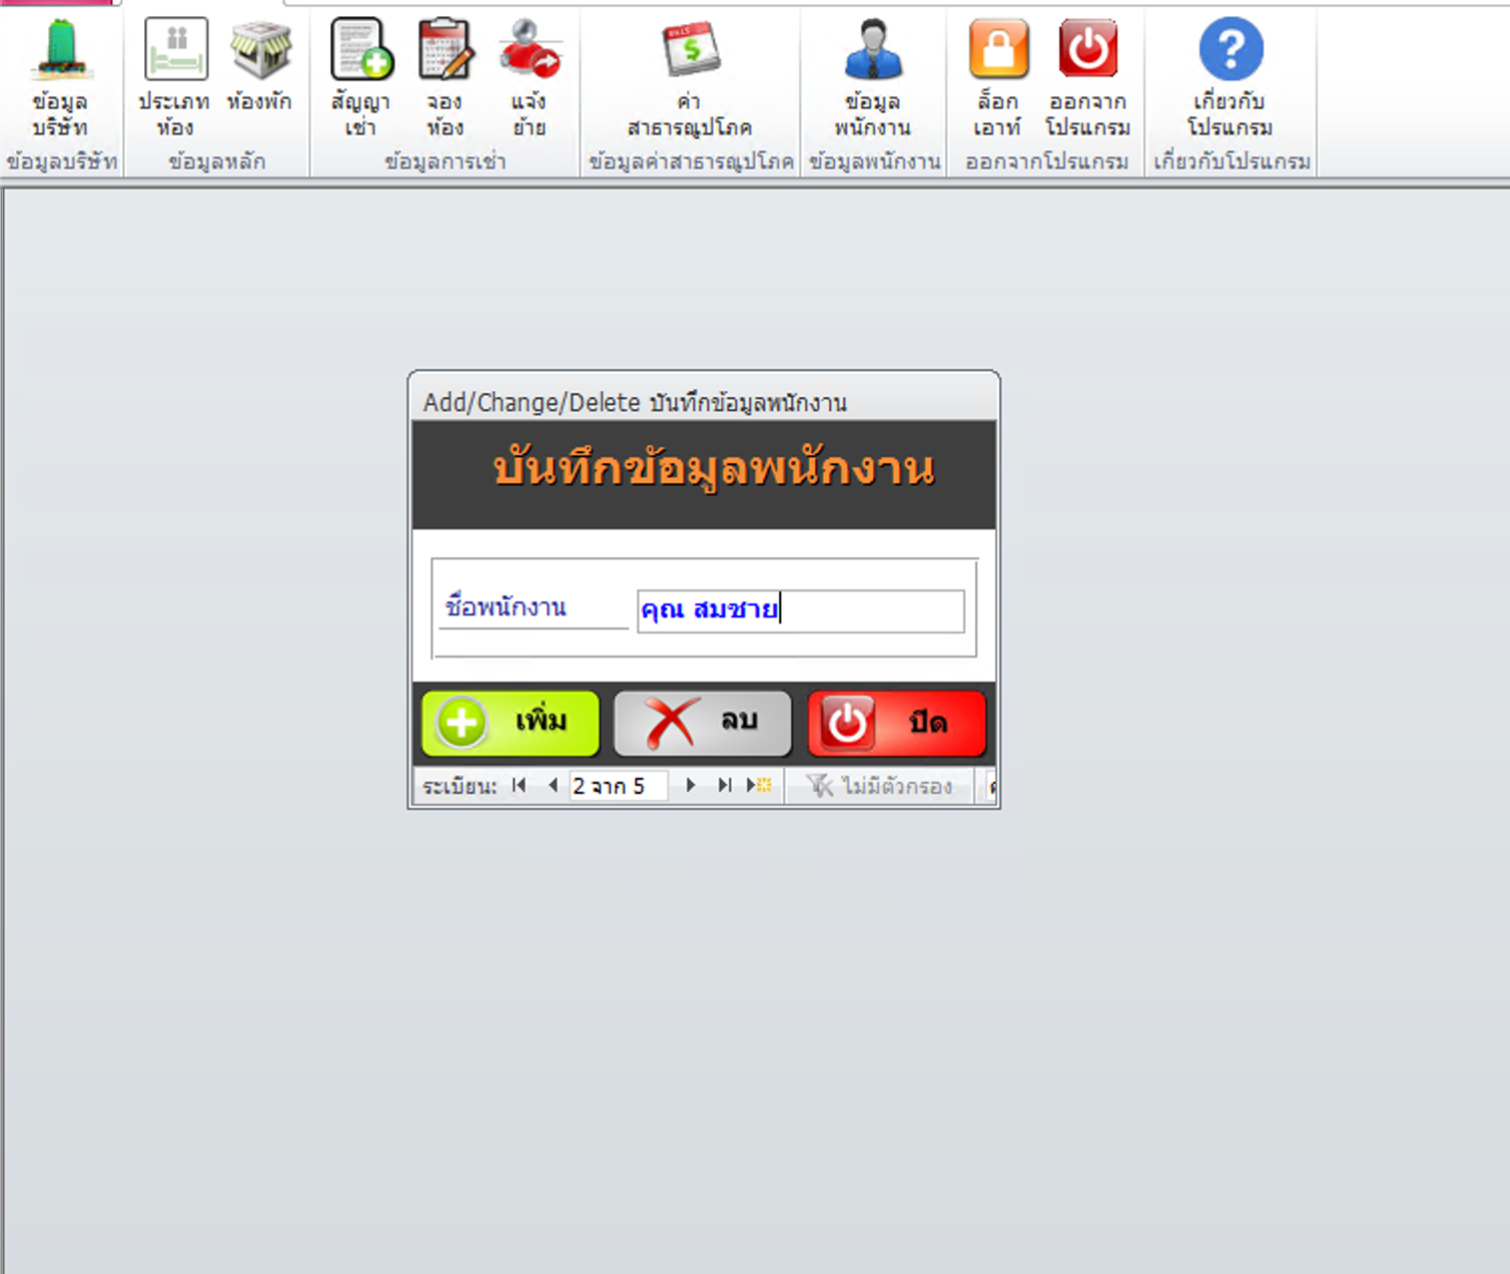 ข้อมูล
บริษัท
ประเภท
ห้อง
ห้องพัก
สัญญา
เช่า
จอง
ห้อง
แจ้ง
ย้าย
ค่า
สาธารณูปโภค
ข้อมูล
พนักงาน
ล็อก
เอาท์
ออกจาก
โปรแกรม
เกี่ยวกับ
โปรแกรม
ข้อมูลบริษัท
ข้อมูลหลัก
ข้อมูลการเช่า
ข้อมูลค่าสาธารณูปโภค
ข้อมูลพนักงาน
ออกจากโปรแกรม
เกี่ยวกับโปรแกรม
Add/Change/Delete บันทึกข้อมูลพนักงาน
บันทึกข้อมูลพนักงาน
ชื่อพนักงาน
คุณ สมชาย
เพิ่ม
ลบ
ปิด
ระเบียน: 2 จาก 5 ไม่มีตัวกรอง